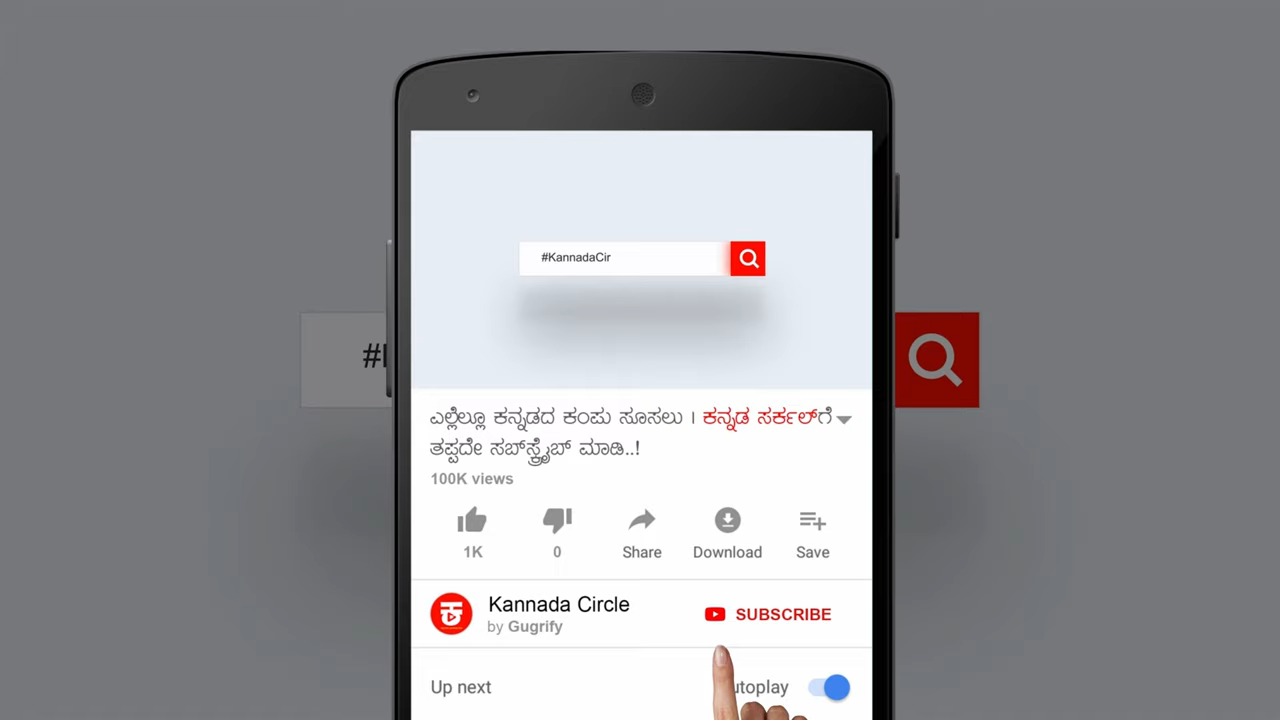 #KannadaCir
ಎಲ್ಲೆಲ್ಲೂ ಕನ್ನಡದ ಕಂಪು ಸೂಸಲು । ಕನ್ನಡ ಸರ್ಕಲ್‌ಗೆ
ತಪ್ಪದೇ ಸಬ್‌ಸ್ಕ್ರೈಬ್ ಮಾಡಿ..!
100K views
1K 0 Share Download Save
Kannada Circle
by Gugrify
SUBSCRIBE
Up next